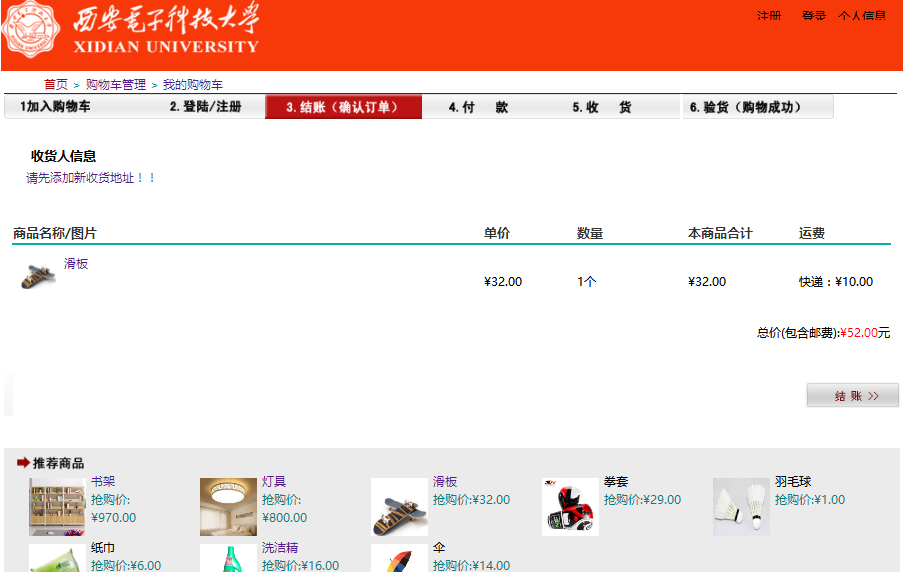 西安电子科技大学
XIDIAN UNIVERSITY
注册 登录 个人信息
首页 > 购物车管理 > 我的购物车
1加入购物车 2. 登陆/注册 3. 结账（确认订单） 4. 付 款 5. 收 货 6. 验货（购物成功）
收货人信息
请先添加新收货地址！！
商品名称/图片 单价 数量 本商品合计 运费
滑板
¥32.00 1个 ¥32.00 快递：¥10.00
总价(包含邮费):¥52.00元
结 账 >>
推荐商品
书架
抢购价:
¥970.00
灯具
抢购价:
¥800.00
滑板
抢购价:¥32.00
拳套
抢购价:¥29.00
羽毛球
抢购价:¥1.00
纸巾
抢购价:¥6.00
洗洁精
抢购价:¥16.00
伞
抢购价:¥14.00